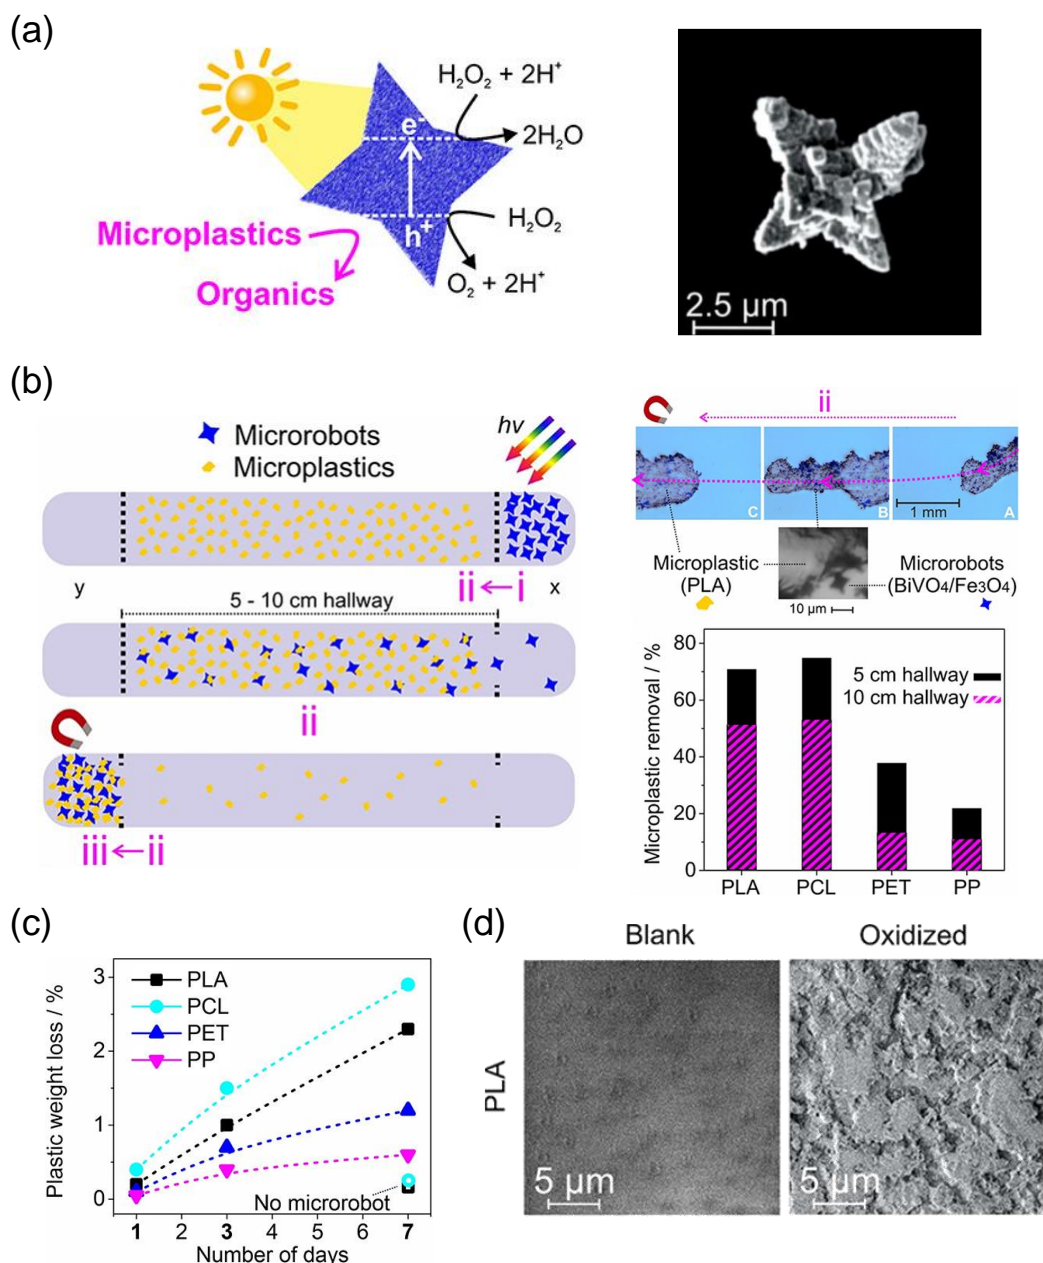 (a)
H₂O₂ + 2H⁺
e⁻
2H₂O
H₂O₂
Microplastics
h⁺
O₂ + 2H⁺
Organics
2.5 µm
(b)
Microrobots
Microplastics
hv
ii ← i
y
x
5 - 10 cm hallway
ii
iii ← ii
ii
C
B
A
1 mm
Microplastic
(PLA)
Microrobots
(BiVO₄/Fe₃O₄)
10 µm
Microplastic removal / %
80
60
40
20
0
5 cm hallway
10 cm hallway
PLA
PCL
PET
PP
(c)
Plastic weight loss / %
3
2
1
0
PLA
PCL
PET
PP
No microrobot
1 2 3 4 5 6 7
Number of days
(d)
Blank
Oxidized
PLA
5 µm
5 µm